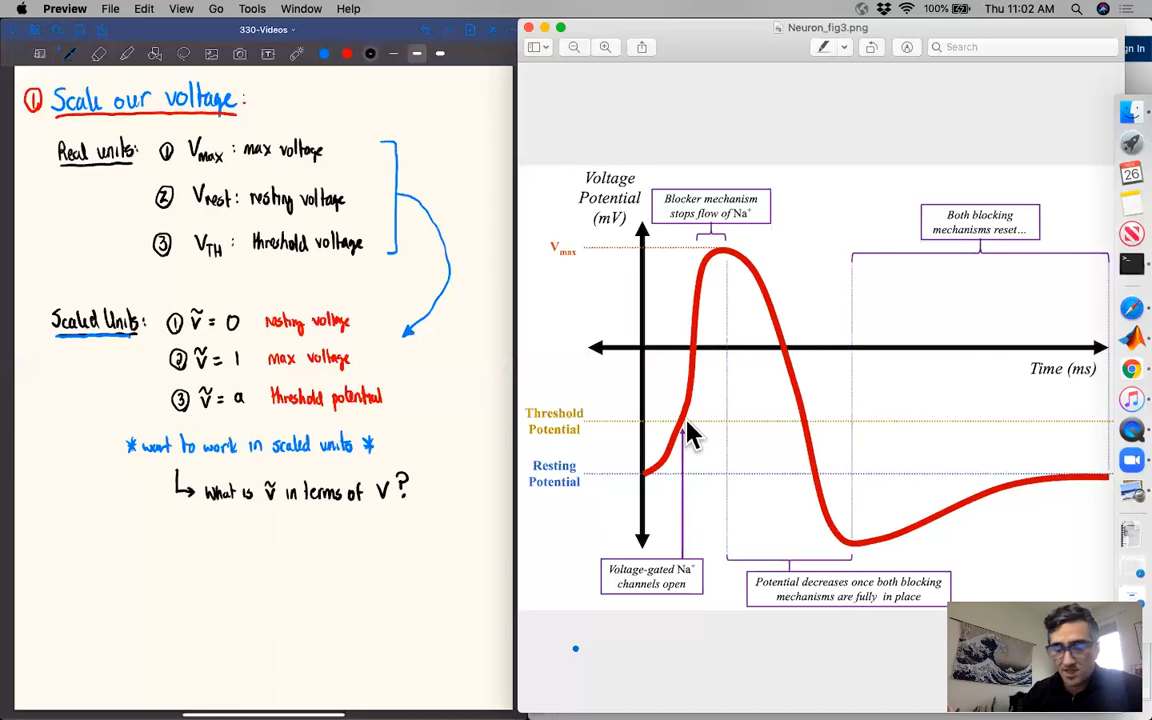 Preview File Edit View Go Tools Window Help
100% Thu 11:02 AM
330-Videos
① Scale our voltage:
Real units: ① Vmax : max voltage
② Vrest : resting voltage
③ VTH : threshold voltage
Scaled Units: ① ṽ = 0 resting voltage
② ṽ = 1 max voltage
③ ṽ = a threshold potential
* want to work in scaled units *
↳ What is ṽ in terms of V?
Neuron_fig3.png
Search
Sign In
Voltage
Potential
(mV)
Blocker mechanism
stops flow of Na⁺
Both blocking
mechanisms reset...
Vmax
Time (ms)
Threshold
Potential
Resting
Potential
Voltage-gated Na⁺
channels open
Potential decreases once both blocking
mechanisms are fully in place
26